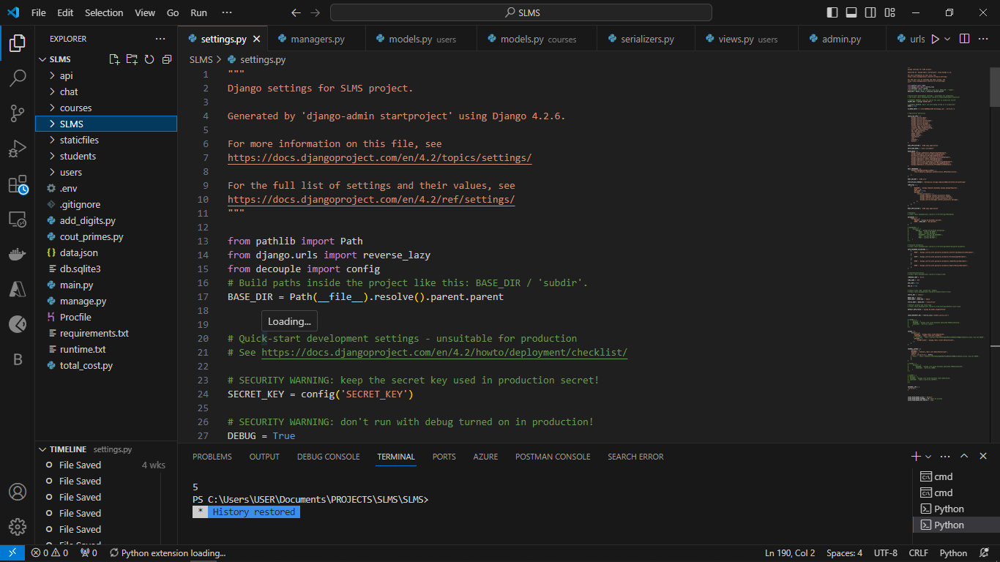 File Edit Selection View Go Run ··· SLMS
EXPLORER ···
settings.py managers.py models.py users models.py courses serializers.py views.py users admin.py urls ···
SLMS
SLMS > settings.py
api
chat
courses
SLMS
staticfiles
students
users
.env
.gitignore
add_digits.py
cout_primes.py
data.json
db.sqlite3
main.py
manage.py
Procfile
requirements.txt
runtime.txt
total_cost.py
1 """
2 Django settings for SLMS project.
3
4 Generated by 'django-admin startproject' using Django 4.2.6.
5
6 For more information on this file, see
7 https://docs.djangoproject.com/en/4.2/topics/settings/
8
9 For the full list of settings and their values, see
10 https://docs.djangoproject.com/en/4.2/ref/settings/
11 """
12
13 from pathlib import Path
14 from django.urls import reverse_lazy
15 from decouple import config
16 # Build paths inside the project like this: BASE_DIR / 'subdir'.
17 BASE_DIR = Path(__file__).resolve().parent.parent
18
Loading...
19
20 # Quick-start development settings - unsuitable for production
21 # See https://docs.djangoproject.com/en/4.2/howto/deployment/checklist/
22
23 # SECURITY WARNING: keep the secret key used in production secret!
24 SECRET_KEY = config('SECRET_KEY')
25
26 # SECURITY WARNING: don't run with debug turned on in production!
27 DEBUG = True
TIMELINE settings.py
File Saved 4 wks
File Saved
File Saved
File Saved
File Saved
PROBLEMS OUTPUT DEBUG CONSOLE TERMINAL PORTS AZURE POSTMAN CONSOLE SEARCH ERROR
5
PS C:\Users\USER\Documents\PROJECTS\SLMS\SLMS>
* History restored
cmd
cmd
Python
Python
0 0 0 Python extension loading... Ln 190, Col 2 Spaces: 4 UTF-8 CRLF Python